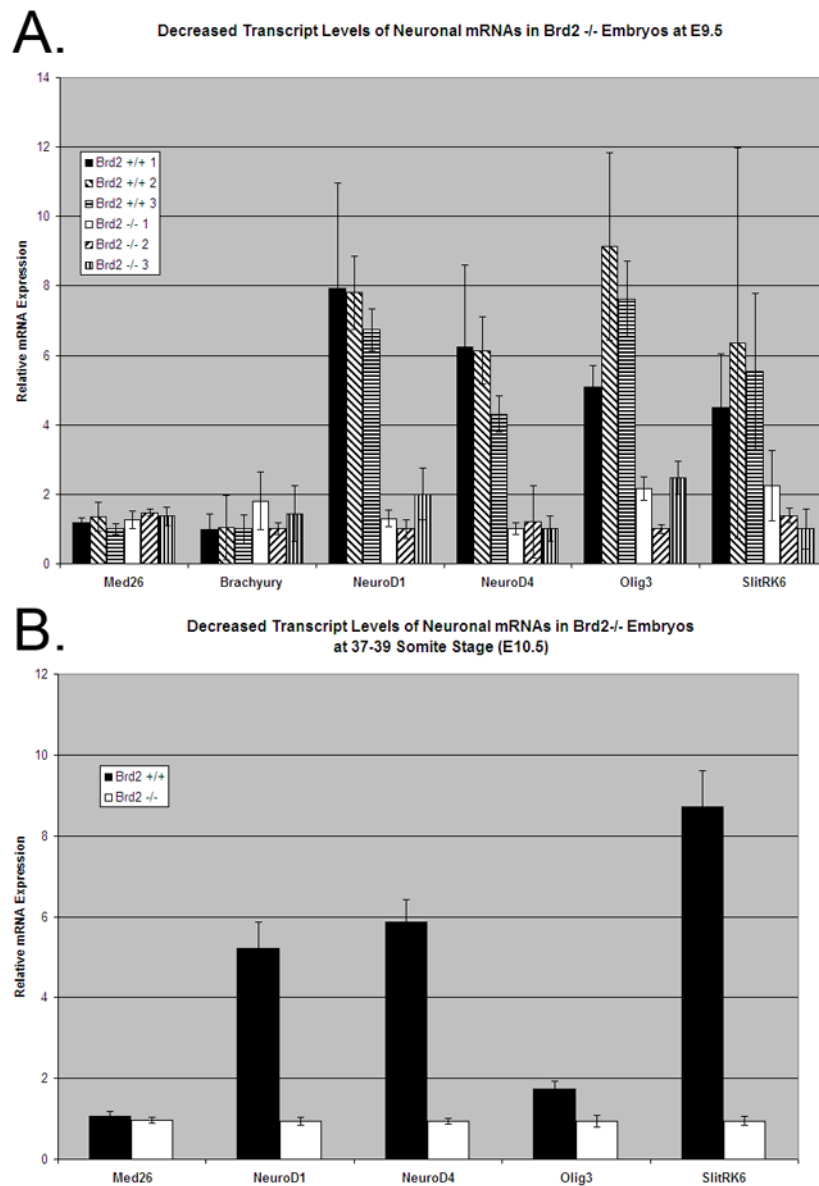 A.
Decreased Transcript Levels of Neuronal mRNAs in Brd2 -/- Embryos at E9.5
Relative mRNA Expression
14
12
10
8
6
4
2
0
Brd2 +/+ 1
Brd2 +/+ 2
Brd2 +/+ 3
Brd2 -/- 1
Brd2 -/- 2
Brd2 -/- 3
Med26 Brachyury NeuroD1 NeuroD4 Olig3 SlitRK6
B.
Decreased Transcript Levels of Neuronal mRNAs in Brd2-/- Embryos
at 37-39 Somite Stage (E10.5)
Relative mRNA Expression
12
10
8
6
4
2
0
Brd2 +/+
Brd2 -/-
Med26 NeuroD1 NeuroD4 Olig3 SlitRK6